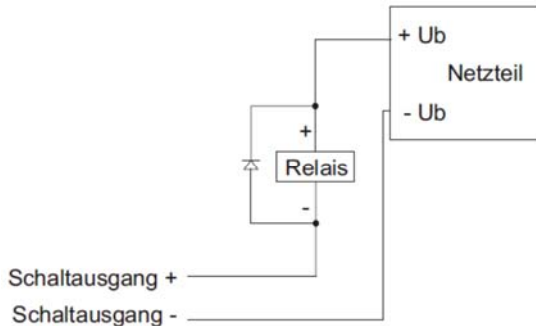 + Ub
Netzteil
- Ub
+
Relais
-
Schaltausgang +
Schaltausgang -